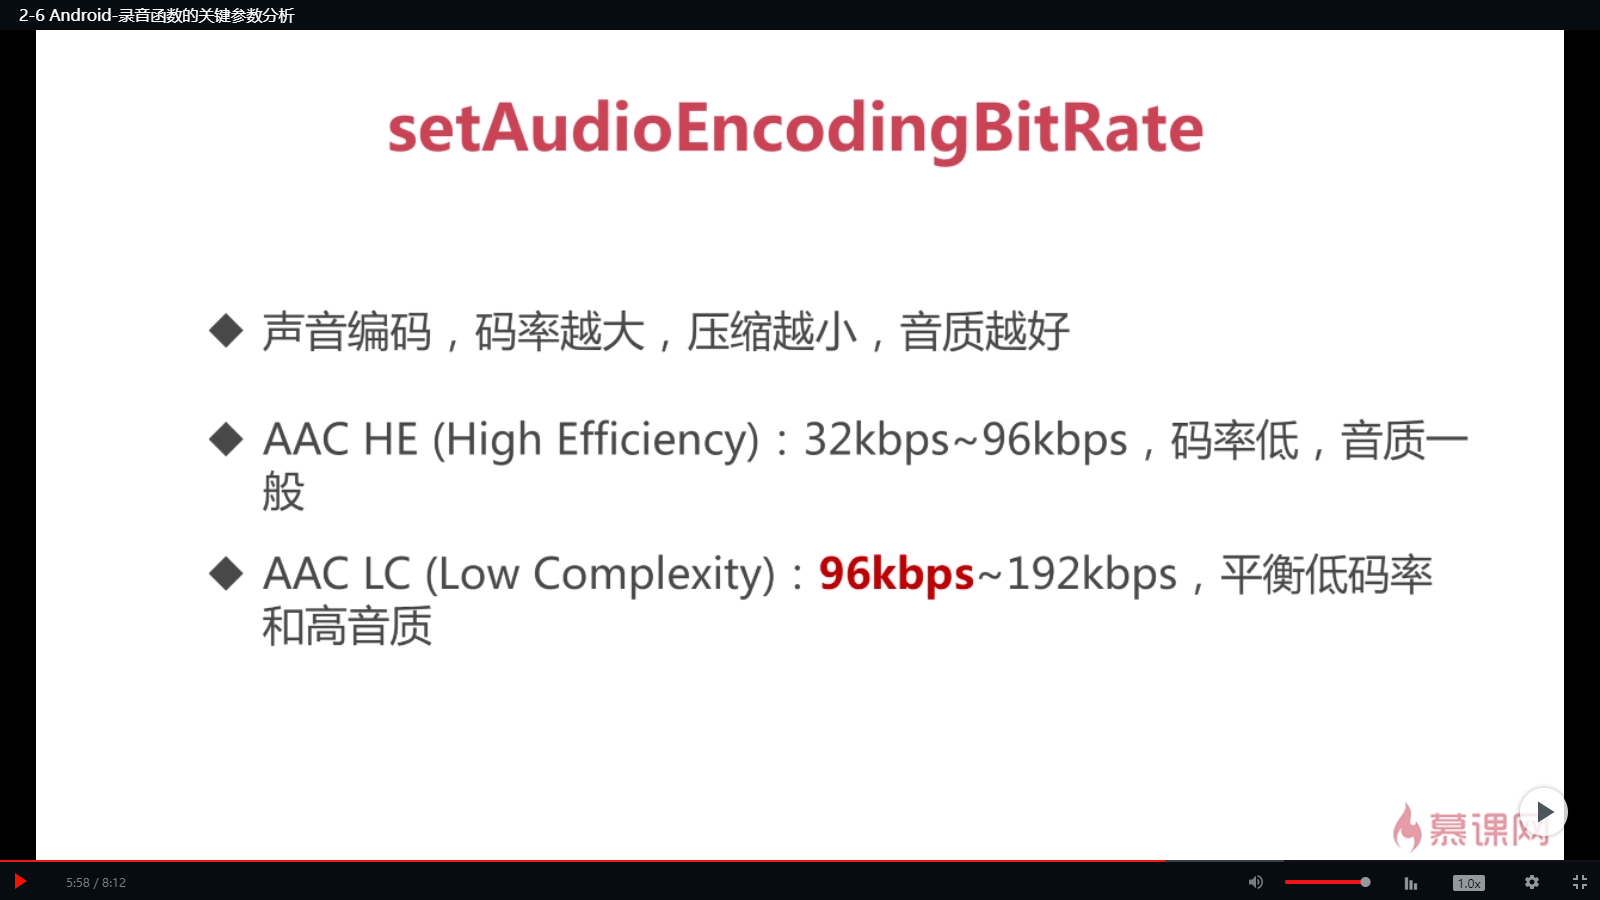 2-6 Android-录音函数的关键参数分析
setAudioEncodingBitRate
声音编码，码率越大，压缩越小，音质越好
AAC HE (High Efficiency)：32kbps~96kbps，码率低，音质一
般
AAC LC (Low Complexity)：96kbps~192kbps，平衡低码率
和高音质
慕课网
5:58 / 8:12
1.0x